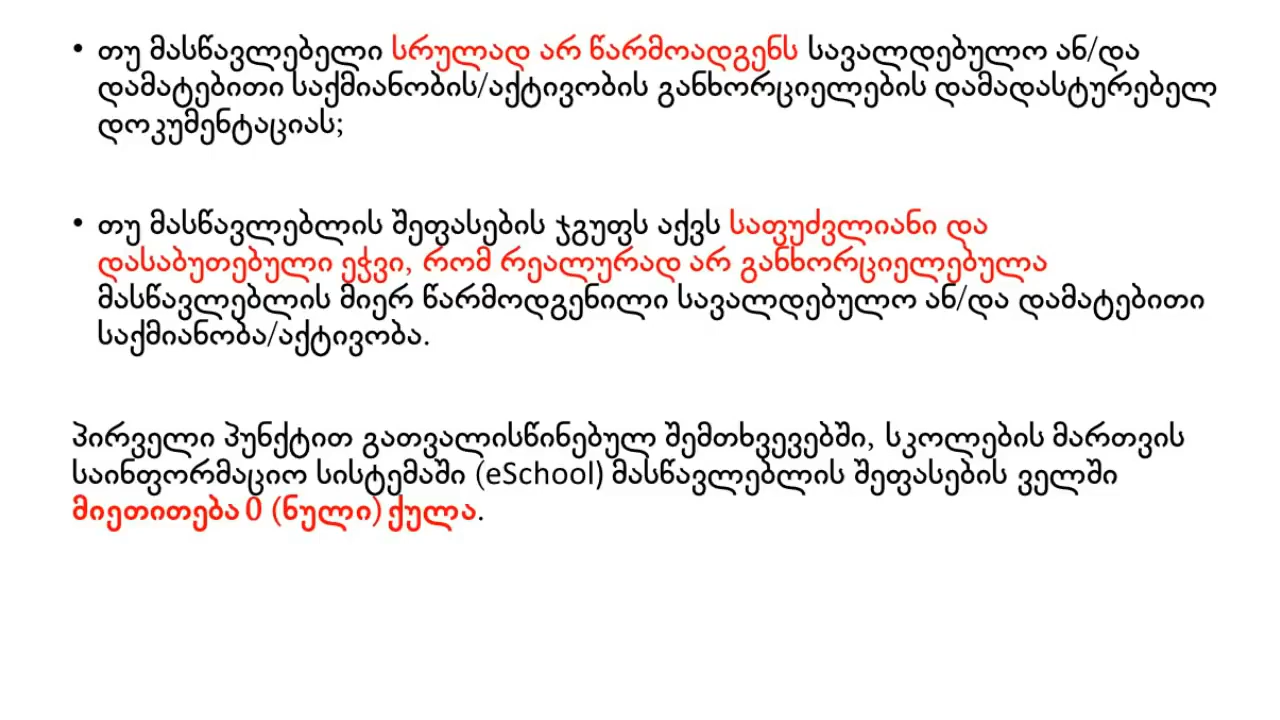 • თუ მასწავლებელი სრულად არ წარმოადგენს სავალდებულო ან/და
დამატებითი საქმიანობის/აქტივობის განხორციელების დამადასტურებელ
დოკუმენტაციას;
• თუ მასწავლებლის შეფასების ჯგუფს აქვს საფუძვლიანი და
დასაბუთებული ეჭვი, რომ რეალურად არ განხორციელებულა
მასწავლებლის მიერ წარმოდგენილი სავალდებულო ან/და დამატებითი
საქმიანობა/აქტივობა.
პირველი პუნქტით გათვალისწინებულ შემთხვევებში, სკოლების მართვის
საინფორმაციო სისტემაში (eSchool) მასწავლებლის შეფასების ველში
მიეთითება 0 (ნული) ქულა.